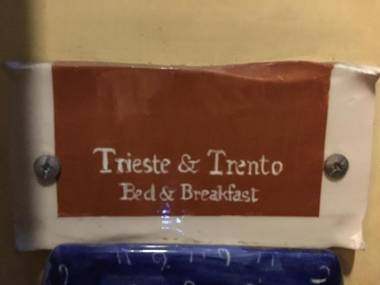 Trieste & Trento
Bed & Breakfast